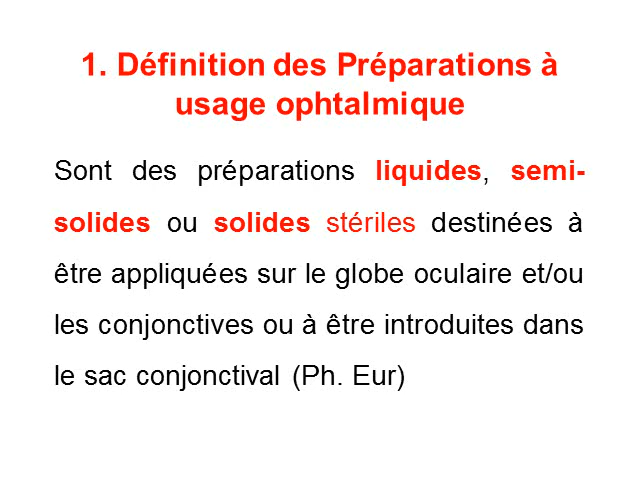 1. Définition des Préparations à
usage ophtalmique
Sont des préparations liquides, semi-
solides ou solides stériles destinées à
être appliquées sur le globe oculaire et/ou
les conjonctives ou à être introduites dans
le sac conjonctival (Ph. Eur)